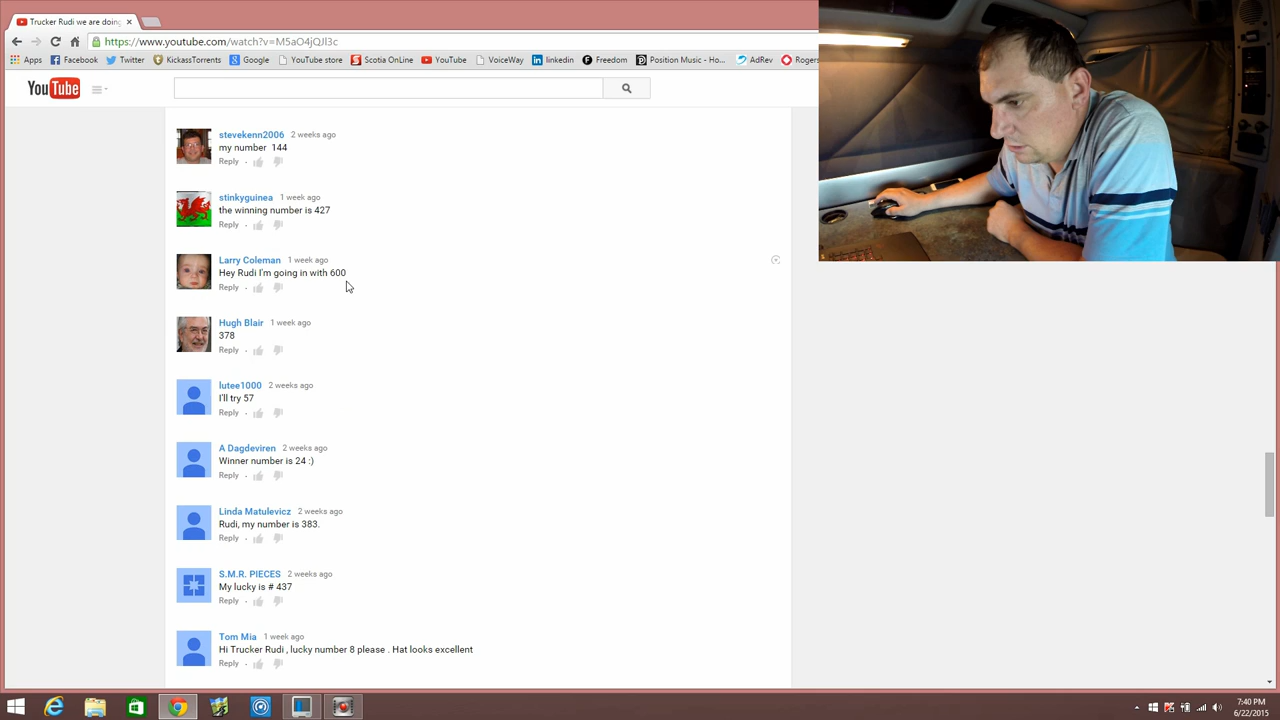 Trucker Rudi we are doing
https://www.youtube.com/watch?v=M5aO4jQJl3c
Apps Facebook Twitter KickassTorrents Google YouTube store Scotia OnLine YouTube VoiceWay linkedin Freedom Position Music - Ho... AdRev Rogers
YouTube
stevekenn2006 2 weeks ago
my number 144
Reply
stinkyguinea 1 week ago
the winning number is 427
Reply
Larry Coleman 1 week ago
Hey Rudi I'm going in with 600
Reply
Hugh Blair 1 week ago
378
Reply
lutee1000 2 weeks ago
I'll try 57
Reply
A Dagdeviren 2 weeks ago
Winner number is 24 :)
Reply
Linda Matulevicz 2 weeks ago
Rudi, my number is 383.
Reply
S.M.R. PIECES 2 weeks ago
My lucky is # 437
Reply
Tom Mia 1 week ago
Hi Trucker Rudi , lucky number 8 please . Hat looks excellent
Reply
7:40 PM
6/22/2015